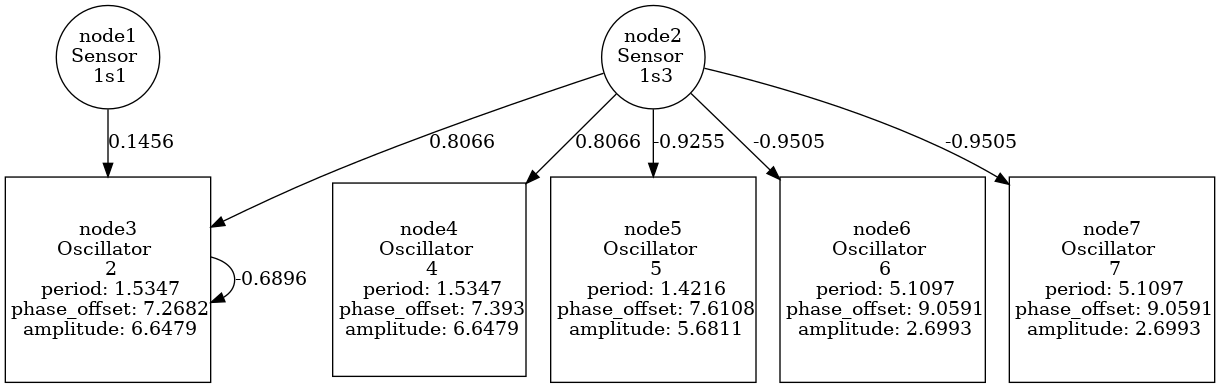 node1
Sensor
1s1
node2
Sensor
1s3
0.1456
0.8066
0.8066
-0.9255
-0.9505
-0.9505
node3
Oscillator
2
period: 1.5347
phase_offset: 7.2682
amplitude: 6.6479
-0.6896
node4
Oscillator
4
period: 1.5347
phase_offset: 7.393
amplitude: 6.6479
node5
Oscillator
5
period: 1.4216
phase_offset: 7.6108
amplitude: 5.6811
node6
Oscillator
6
period: 5.1097
phase_offset: 9.0591
amplitude: 2.6993
node7
Oscillator
7
period: 5.1097
phase_offset: 9.0591
amplitude: 2.6993